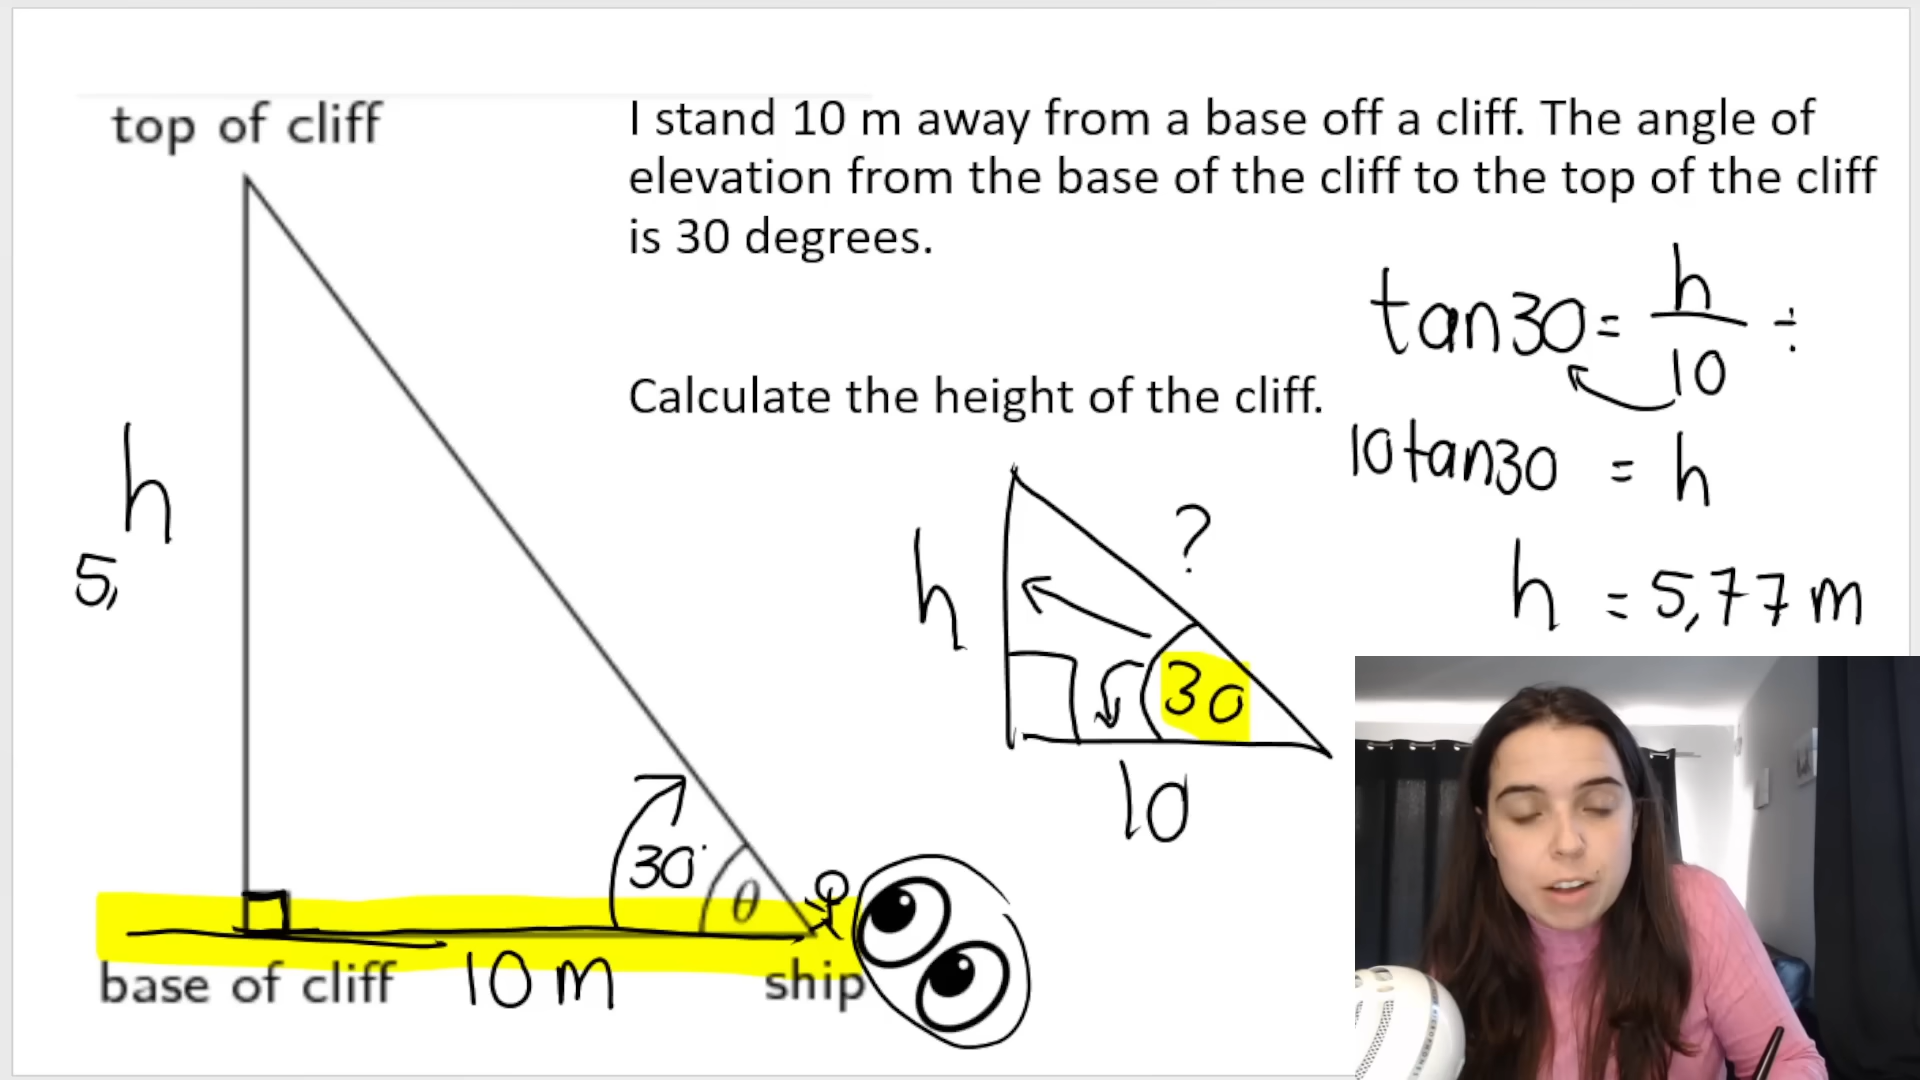 top of cliff
I stand 10 m away from a base off a cliff. The angle of
elevation from the base of the cliff to the top of the cliff
is 30 degrees.
tan30 = h/10 ÷
Calculate the height of the cliff.
10tan30 = h
h
5,
?
h
h = 5,77 m
30
10
30°
θ
base of cliff
10 m
ship